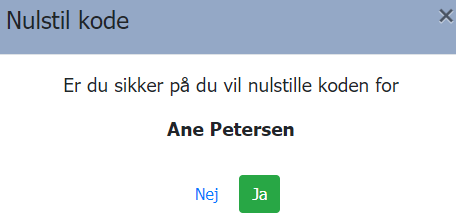 Nulstil kode
Er du sikker på du vil nulstille koden for
Ane Petersen
Nej Ja